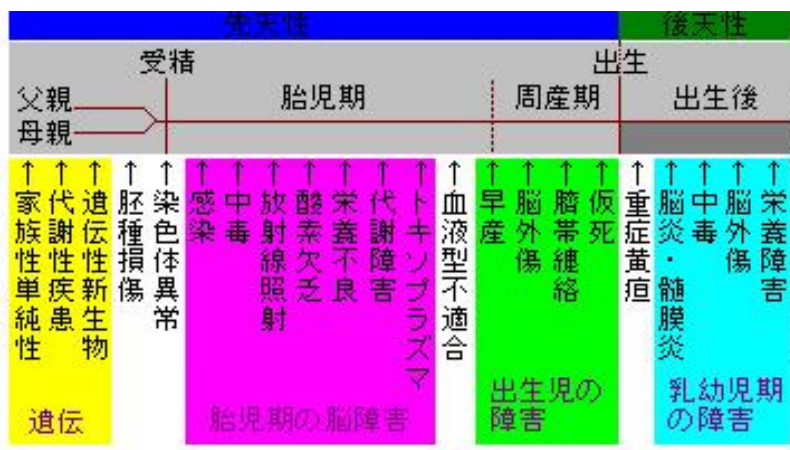 先天性
後天性
受精
出生
父親
母親
胎児期
周産期
出生後
↑家族性単純性
↑代謝性疾患
↑遺伝性新生物
↑胚種損傷
↑染色体異常
↑感染
↑中毒
↑放射線照射
↑酸素欠乏
↑栄養不良
↑代謝障害
↑トキソプラズマ
↑血液型不適合
↑早産
↑脳外傷
↑臍帯纏絡
↑仮死
↑重症黄疸
↑脳炎・髄膜炎
↑中毒
↑脳外傷
↑栄養障害
遺伝
胎児期の脳障害
出生児の
障害
乳幼児期
の障害